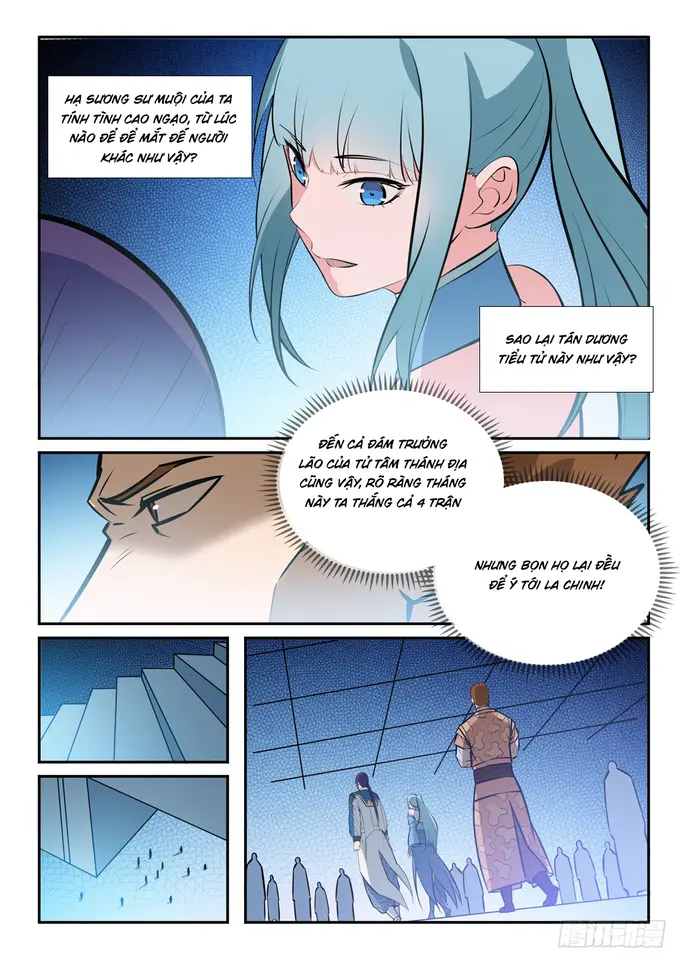 HẠ SƯƠNG SƯ MUỘI CỦA TA
TÍNH TÌNH CAO NGẠO, TỪ LÚC
NÀO ĐỂ ĐỂ MẮT ĐẾ NGƯỜI
KHÁC NHƯ VẬY?
SAO LẠI TÁN DƯƠNG
TIỂU TỬ NÀY NHƯ VẬY?
ĐẾN CẢ ĐÁM TRƯỞNG
LÃO CỦA TỬ TÂM THÁNH ĐỊA
CŨNG VẬY, RÕ RÀNG THÁNG
NÀY TA THẮNG CẢ 4 TRẬN
NHƯNG BỌN HỌ LẠI ĐỀU
ĐỂ Ý TỚI LA CHINH!
腾讯动漫